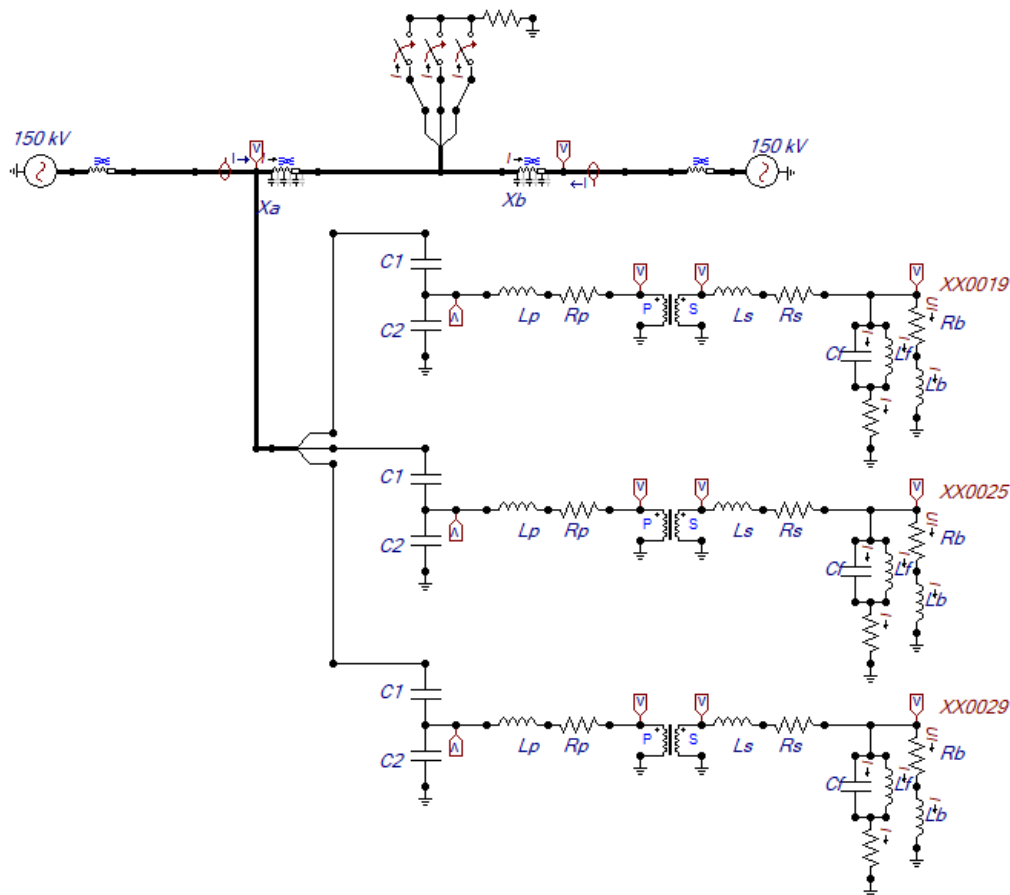 150 kV
V
I
I
V
I
150 kV
Xa
Xb
I
I
I
C1
C2
V
Lp
Rp
V
P
S
V
Ls
Rs
V
XX0019
U
I
Rb
Cf
I
Lf
I
I
Lb
I
C1
C2
V
Lp
Rp
V
P
S
V
Ls
Rs
V
XX0025
U
I
Rb
Cf
I
Lf
I
I
Lb
I
C1
C2
V
Lp
Rp
V
P
S
V
Ls
Rs
V
XX0029
U
I
Rb
Cf
I
Lf
I
I
Lb
I